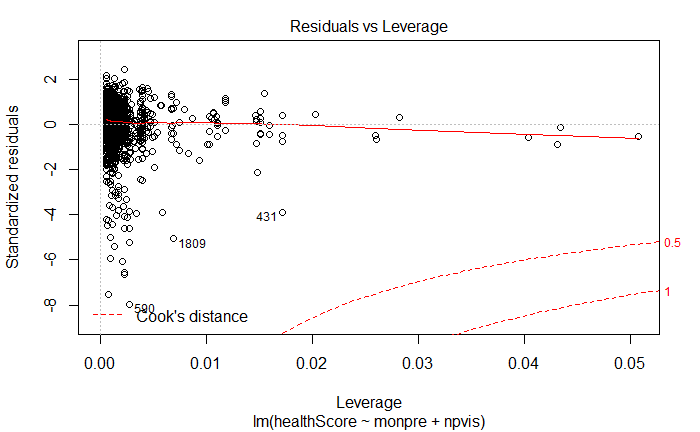 Residuals vs Leverage
Standardized residuals
2
0
-2
-4
-6
-8
431
1809
590
0.5
1
Cook's distance
0.00 0.01 0.02 0.03 0.04 0.05
Leverage
lm(healthScore ~ monpre + npvis)